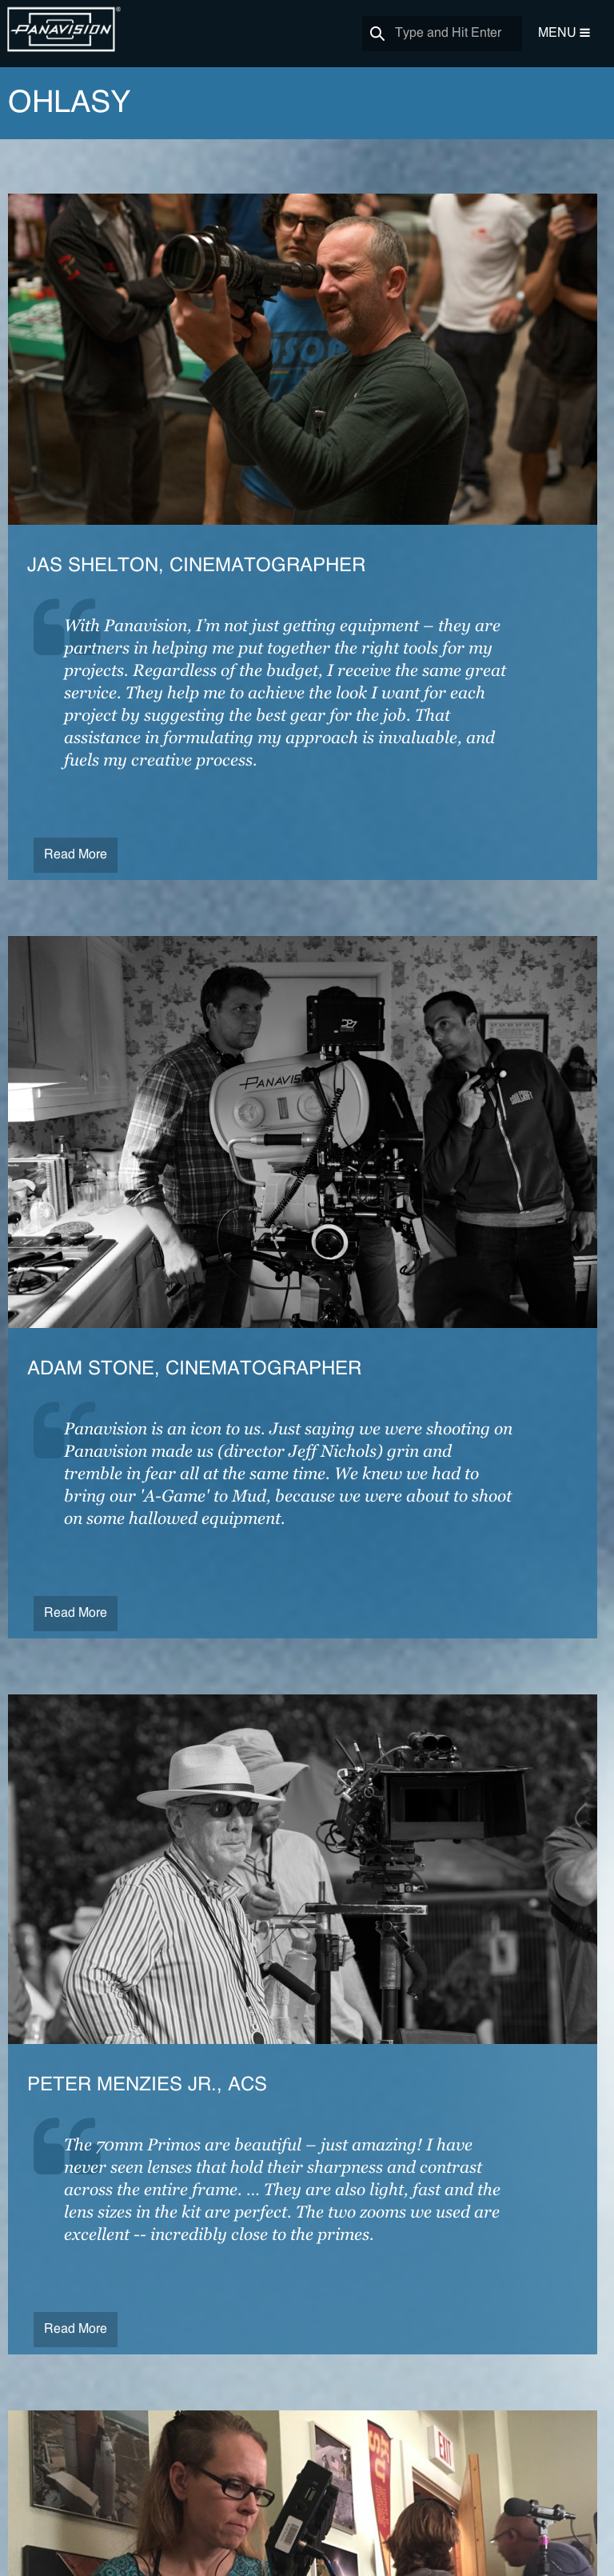 PANAVISION®
Type and Hit Enter
MENU
OHLASY
JAS SHELTON, CINEMATOGRAPHER
With Panavision, I’m not just getting equipment – they are
partners in helping me put together the right tools for my
projects. Regardless of the budget, I receive the same great
service. They help me to achieve the look I want for each
project by suggesting the best gear for the job. That
assistance in formulating my approach is invaluable, and
fuels my creative process.
Read More
PANAVISI
ADAM STONE, CINEMATOGRAPHER
Panavision is an icon to us. Just saying we were shooting on
Panavision made us (director Jeff Nichols) grin and
tremble in fear all at the same time. We knew we had to
bring our 'A-Game' to Mud, because we were about to shoot
on some hallowed equipment.
Read More
PETER MENZIES JR., ACS
The 70mm Primos are beautiful – just amazing! I have
never seen lenses that hold their sharpness and contrast
across the entire frame. ... They are also light, fast and the
lens sizes in the kit are perfect. The two zooms we used are
excellent -- incredibly close to the primes.
Read More
EXIT